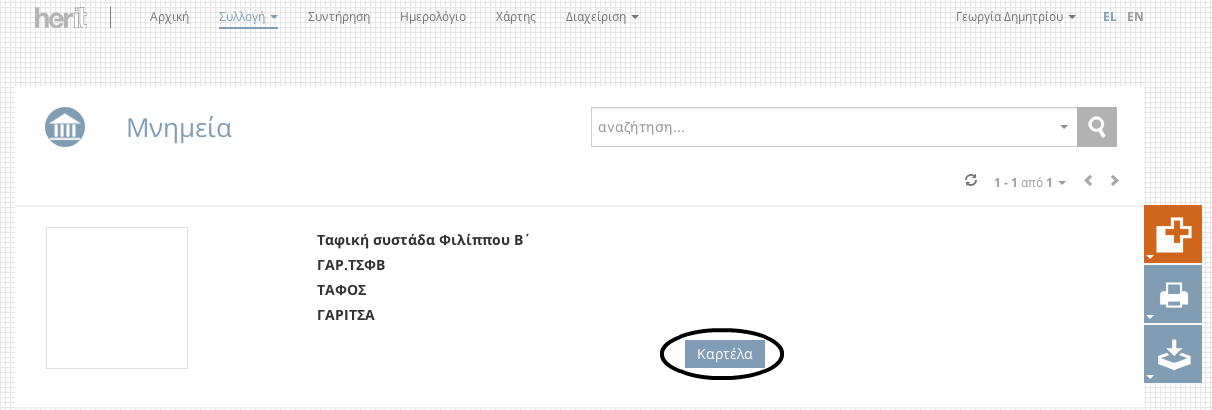 herit
Αρχική Συλλογή Συντήρηση Ημερολόγιο Χάρτης Διαχείριση Γεωργία Δημητρίου EL EN
Μνημεία
αναζήτηση...
1 - 1 από 1
Ταφική συστάδα Φιλίππου Β΄
ΓΑΡ.ΤΣΦΒ
ΤΑΦΟΣ
ΓΑΡΙΤΣΑ
Καρτέλα